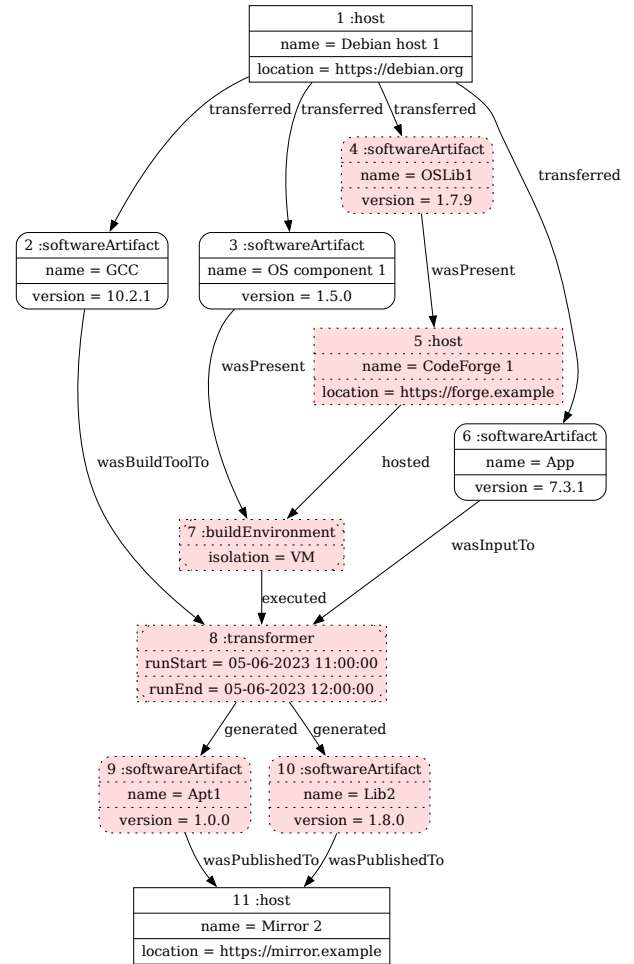 1 :host
name = Debian host 1
location = https://debian.org
transferred
transferred
transferred
transferred
4 :softwareArtifact
name = OSLib1
version = 1.7.9
2 :softwareArtifact
name = GCC
version = 10.2.1
3 :softwareArtifact
name = OS component 1
version = 1.5.0
wasPresent
5 :host
name = CodeForge 1
location = https://forge.example
wasPresent
6 :softwareArtifact
name = App
version = 7.3.1
wasBuildToolTo
hosted
7 :buildEnvironment
isolation = VM
wasInputTo
executed
8 :transformer
runStart = 05-06-2023 11:00:00
runEnd = 05-06-2023 12:00:00
generated
generated
9 :softwareArtifact
name = Apt1
version = 1.0.0
10 :softwareArtifact
name = Lib2
version = 1.8.0
wasPublishedTo
wasPublishedTo
11 :host
name = Mirror 2
location = https://mirror.example